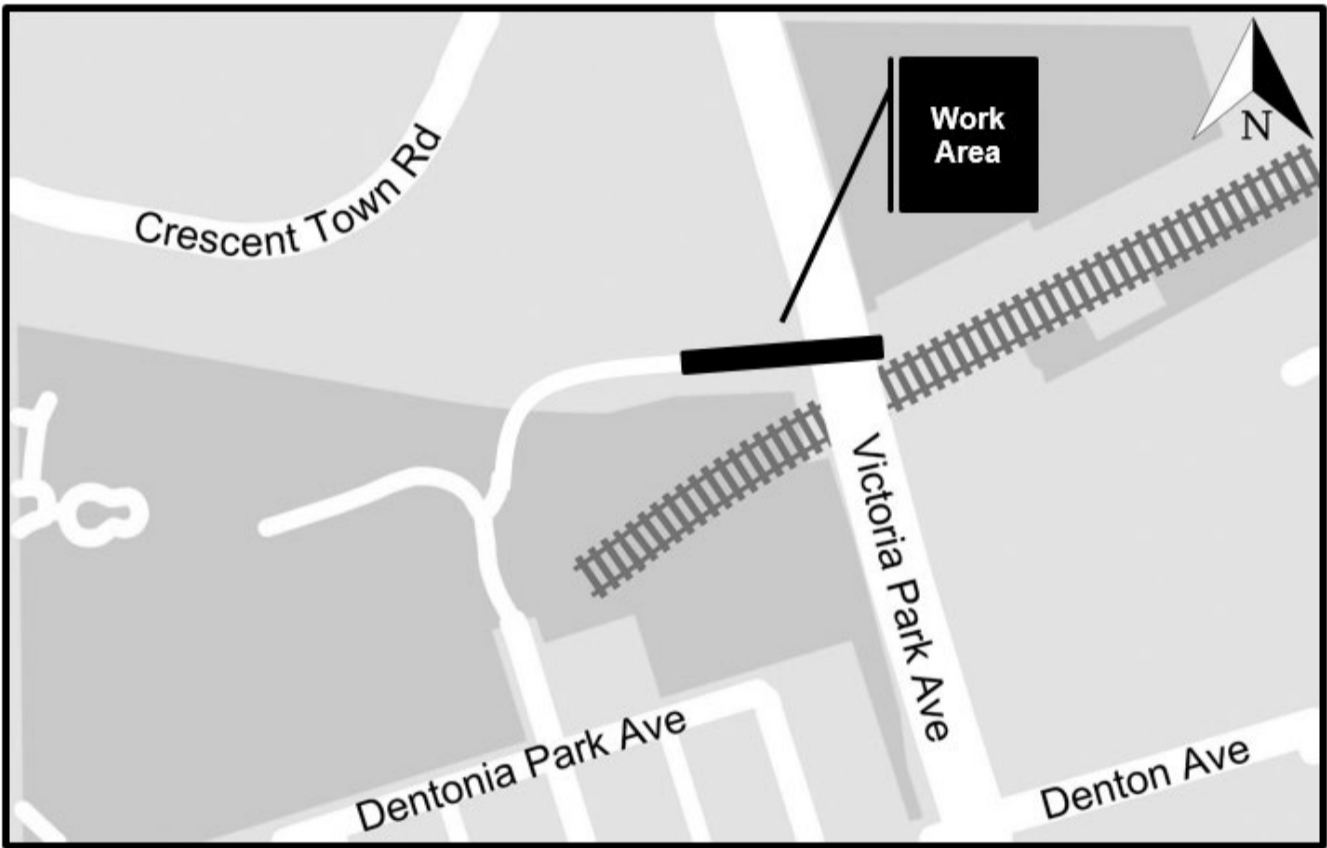 Work
Area
N
Crescent Town Rd
Victoria Park Ave
Dentonia Park Ave
Denton Ave